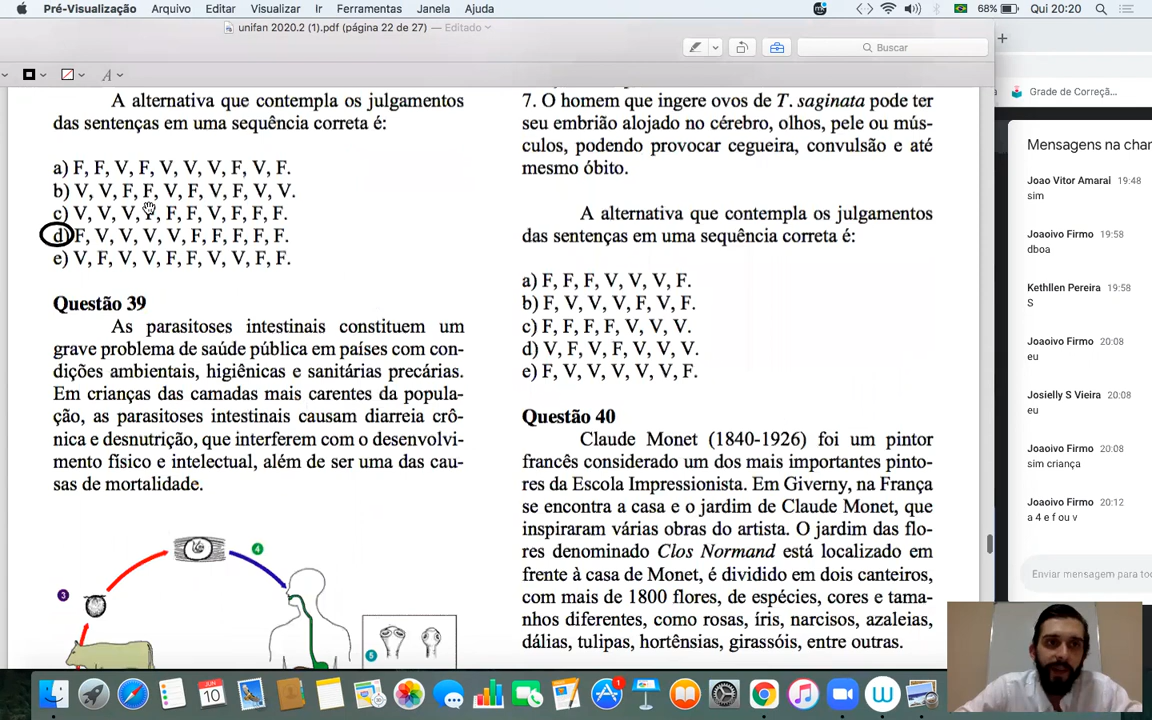 Pré-Visualização Arquivo Editar Visualizar Ir Ferramentas Janela Ajuda
68% Qui 20:20
unifan 2020.2 (1).pdf (página 22 de 27) — Editado
Buscar
A alternativa que contempla os julgamentos
das sentenças em uma sequência correta é:
a) F, F, V, F, V, V, V, F, V, F.
b) V, V, F, F, V, F, V, F, V, V.
c) V, V, V, F, F, F, V, F, F, F.
d) F, V, V, V, V, F, F, F, F, F.
e) V, F, V, V, F, F, V, V, F, F.
Questão 39
As parasitoses intestinais constituem um
grave problema de saúde pública em países com con-
dições ambientais, higiênicas e sanitárias precárias.
Em crianças das camadas mais carentes da popula-
ção, as parasitoses intestinais causam diarreia crô-
nica e desnutrição, que interferem com o desenvolvi-
mento físico e intelectual, além de ser uma das cau-
sas de mortalidade.
4
3
5
7. O homem que ingere ovos de T. saginata pode ter
seu embrião alojado no cérebro, olhos, pele ou mús-
culos, podendo provocar cegueira, convulsão e até
mesmo óbito.
A alternativa que contempla os julgamentos
das sentenças em uma sequência correta é:
a) F, F, F, V, V, V, F.
b) F, V, V, V, F, V, F.
c) F, F, F, F, V, V, V.
d) V, F, V, F, V, V, V.
e) F, V, V, V, V, V, F.
Questão 40
Claude Monet (1840-1926) foi um pintor
francês considerado um dos mais importantes pinto-
res da Escola Impressionista. Em Giverny, na França
se encontra a casa e o jardim de Claude Monet, que
inspiraram várias obras do artista. O jardim das flo-
res denominado Clos Normand está localizado em
frente à casa de Monet, é dividido em dois canteiros,
com mais de 1800 flores, de espécies, cores e tama-
nhos diferentes, como rosas, íris, narcisos, azaleias,
dálias, tulipas, hortênsias, girassóis, entre outras.
Grade de Correçã...
Mensagens na char
Joao Vitor Amaral 19:48
sim
Joaoivo Firmo 19:58
dboa
Kethllen Pereira 19:58
S
Joaoivo Firmo 20:08
eu
Josielly S Vieira 20:08
eu
Joaoivo Firmo 20:08
sim criança
Joaoivo Firmo 20:12
a 4 e f ou v
Enviar mensagem para to
JUN
10
1